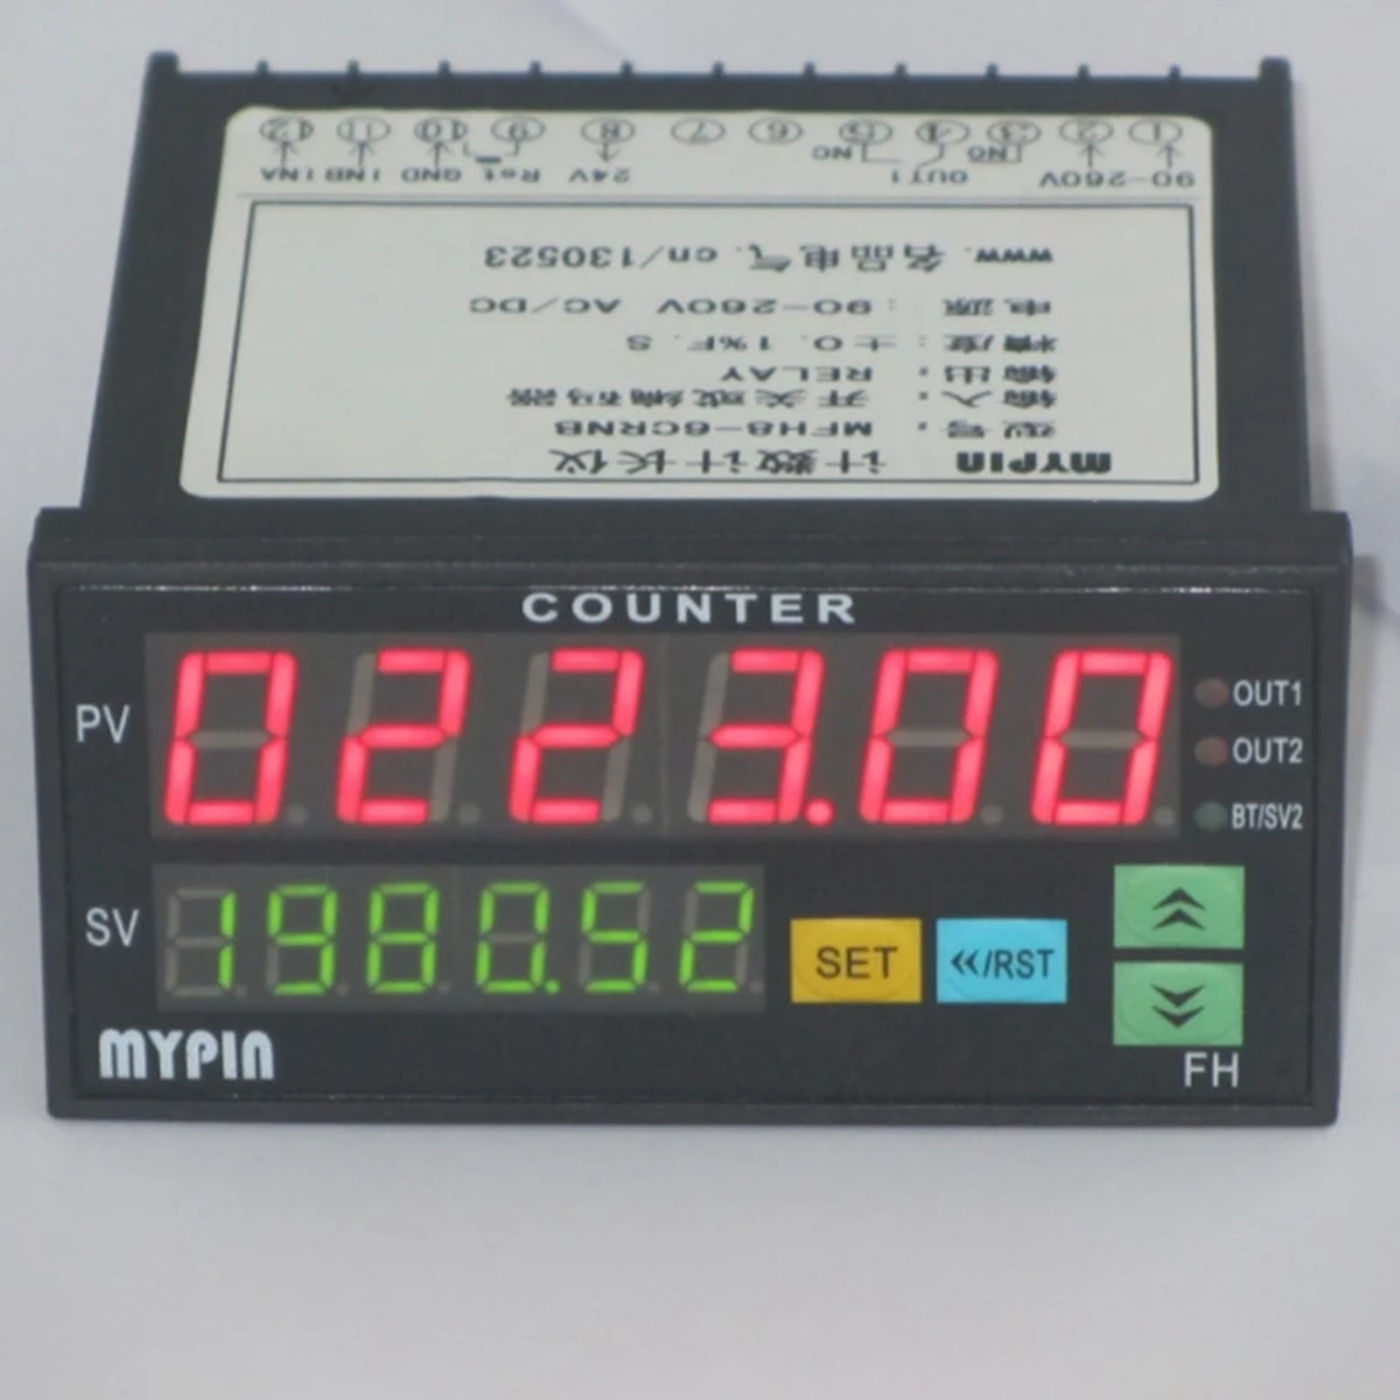 ⑫ ⑪ ⑩ ⑨ ⑧ ⑦ ⑥ ⑤ ④ ③ ② ①
NC NO
INA INB GND Rst 24V OUT1 90-260V
www.名品电气.cn/130523
电源：90-260V AC/DC
精度：±0.1%F.S
输出：RELAY
输入：开关或编码器
型号：MFH8-6CRNB
MYPIN 计数计长仪
COUNTER
PV 0223.00 OUT1
OUT2
BT/SV2
SV 1980.52 SET «/RST
MYPIN FH